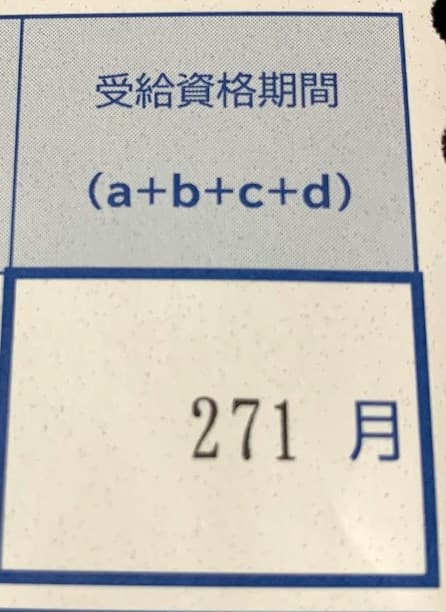 受給資格期間
(a+b+c+d)
271 月